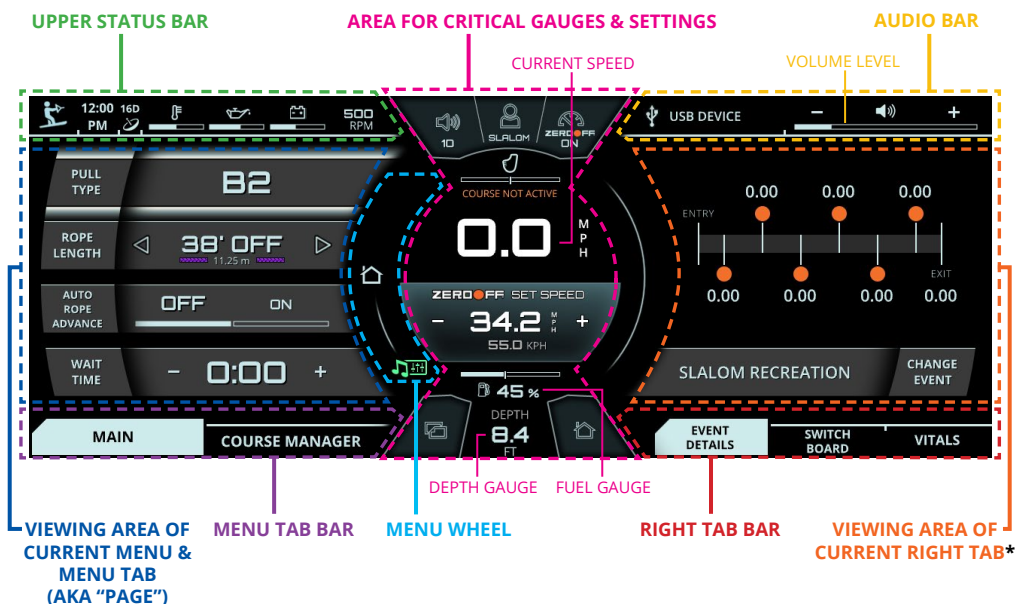 UPPER STATUS BAR
AREA FOR CRITICAL GAUGES & SETTINGS
AUDIO BAR
CURRENT SPEED
VOLUME LEVEL
12:00
PM
16D
500
RPM
10
SLALOM
ZEROOFF
ON
USB DEVICE
−
+
PULL
TYPE
B2
ROPE
LENGTH
38' OFF
11.25 m
AUTO
ROPE
ADVANCE
OFF
ON
WAIT
TIME
−
0:00
+
COURSE NOT ACTIVE
0.0
M
P
H
ZEROOFF SET SPEED
−
34.2
M
P
H
+
55.0 KPH
45 %
DEPTH
8.4
FT
0.00
0.00
0.00
ENTRY
EXIT
0.00
0.00
0.00
0.00
SLALOM RECREATION
CHANGE
EVENT
MAIN
COURSE MANAGER
EVENT
DETAILS
SWITCH
BOARD
VITALS
DEPTH GAUGE
FUEL GAUGE
VIEWING AREA OF
CURRENT MENU &
MENU TAB
(AKA “PAGE”)
MENU TAB BAR
MENU WHEEL
RIGHT TAB BAR
VIEWING AREA OF
CURRENT RIGHT TAB*